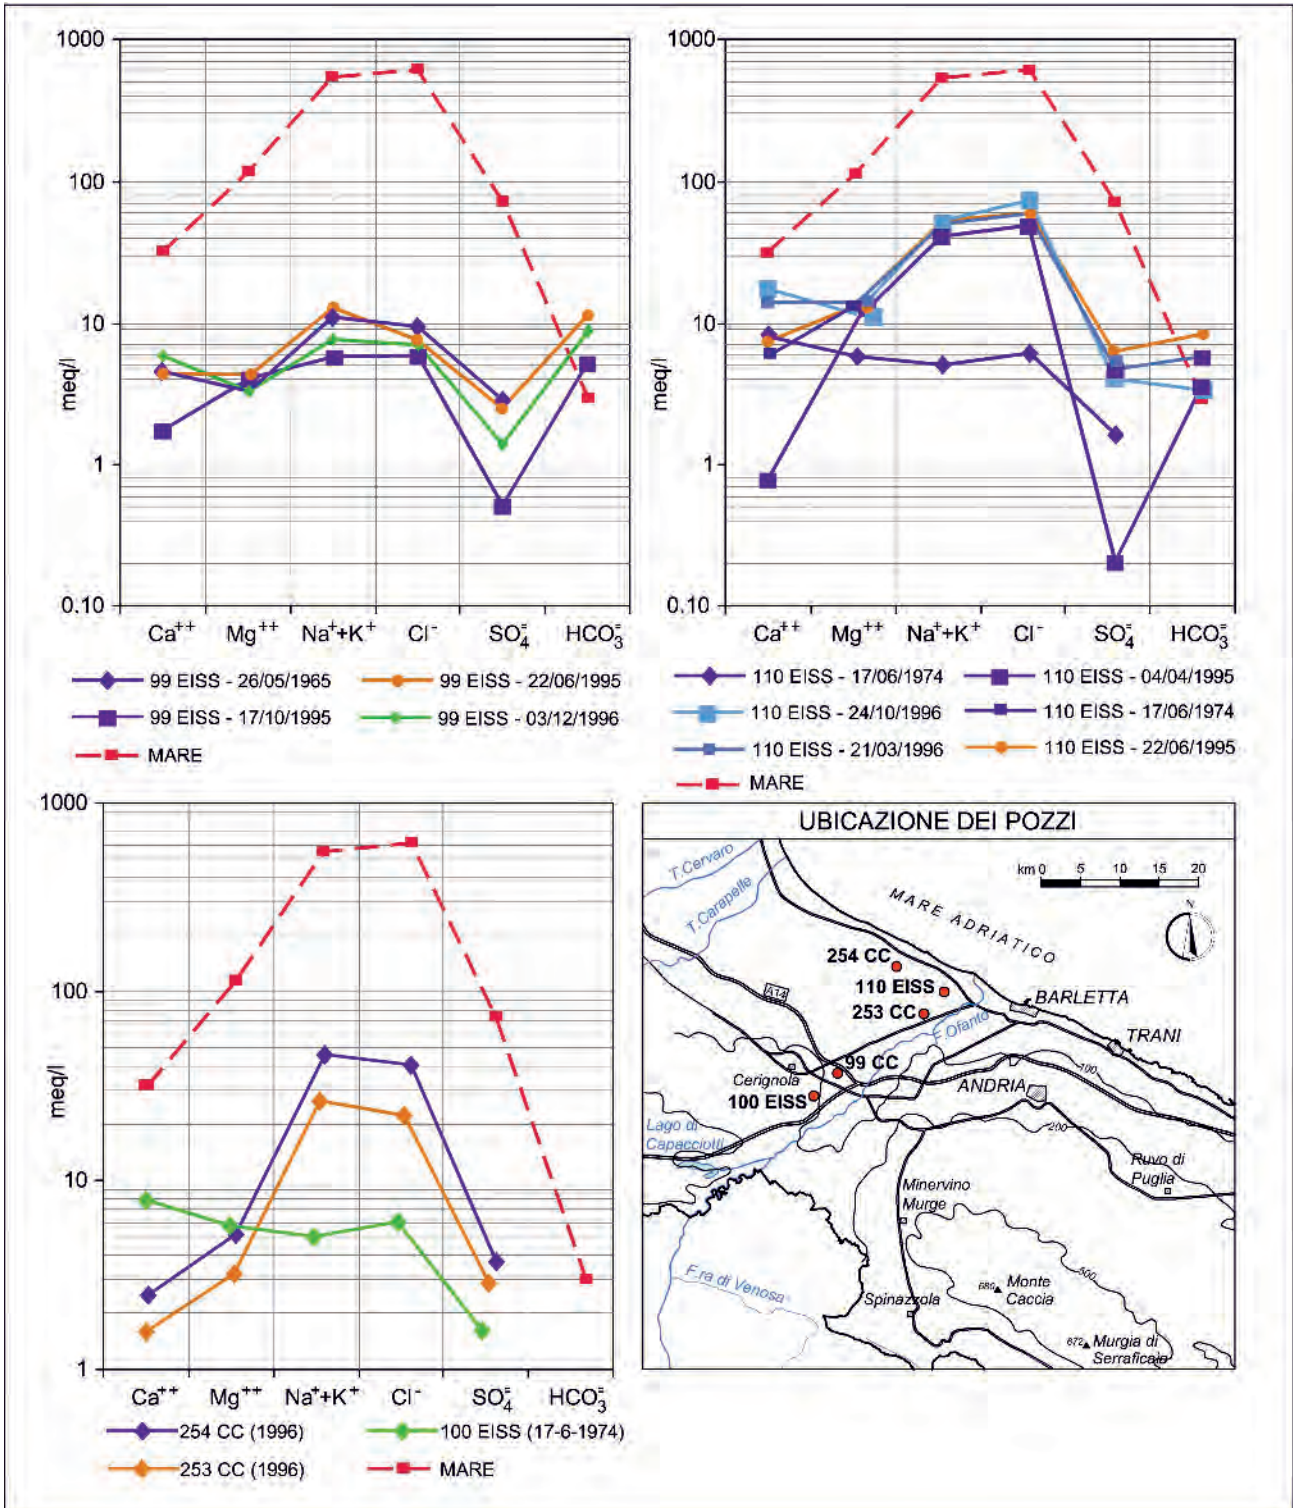 1000
100
10
1
0.10
meq/l
Ca⁺⁺ Mg⁺⁺ Na⁺+K⁺ Cl⁻ SO₄⁼ HCO₃⁼
99 EISS - 26/05/1965 99 EISS - 22/06/1995
99 EISS - 17/10/1995 99 EISS - 03/12/1996
MARE
1000
100
10
1
0.10
meq/l
Ca⁺⁺ Mg⁺⁺ Na⁺+K⁺ Cl⁻ SO₄⁼ HCO₃⁼
110 EISS - 17/06/1974 110 EISS - 04/04/1995
110 EISS - 24/10/1996 110 EISS - 17/06/1974
110 EISS - 21/03/1996 110 EISS - 22/06/1995
MARE
1000
100
10
1
meq/l
Ca⁺⁺ Mg⁺⁺ Na⁺+K⁺ Cl⁻ SO₄⁼ HCO₃⁼
254 CC (1996) 100 EISS (17-6-1974)
253 CC (1996) MARE
UBICAZIONE DEI POZZI
km 0 5 10 15 20
N
T.Cervaro
T.Carapelle
MARE ADRIATICO
254 CC
110 EISS
A14
BARLETTA
253 CC
F.Ofanto
TRANI
99 CC
100
Cerignola
ANDRIA
100 EISS
200
Lago di
Capacciotti
Ruvo di
Puglia
Minervino
Murge
500
F.ra di Venosa
680 Monte
Caccia
Spinazzola
672 Murgia di
Serraficaia